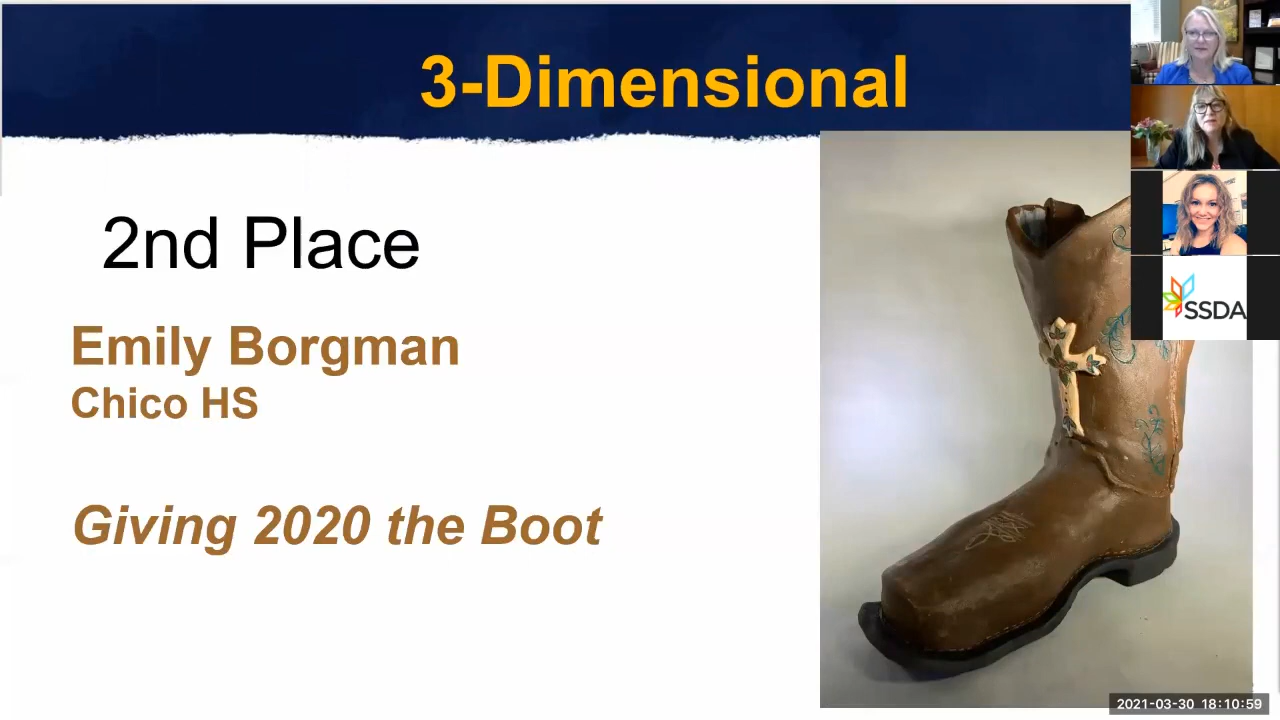 3-Dimensional
2nd Place
Emily Borgman
Chico HS
Giving 2020 the Boot
SSDA
2021-03-30 18:10:59